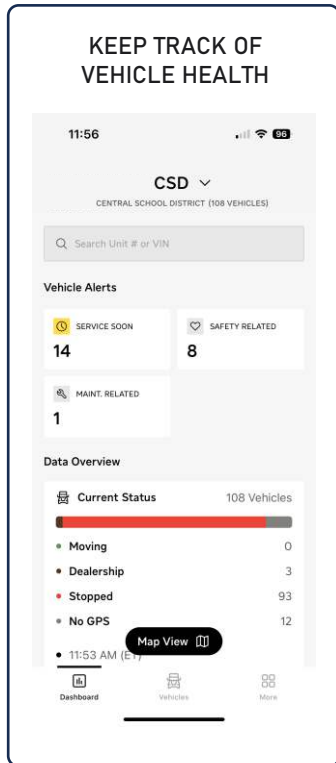 KEEP TRACK OF
VEHICLE HEALTH
11:56
96
CSD
CENTRAL SCHOOL DISTRICT (108 VEHICLES)
Search Unit # or VIN
Vehicle Alerts
SERVICE SOON
14
SAFETY RELATED
8
MAINT. RELATED
1
Data Overview
Current Status 108 Vehicles
Moving 0
Dealership 3
Stopped 93
No GPS 12
Map View
11:53 AM (ET)
Dashboard Vehicles More